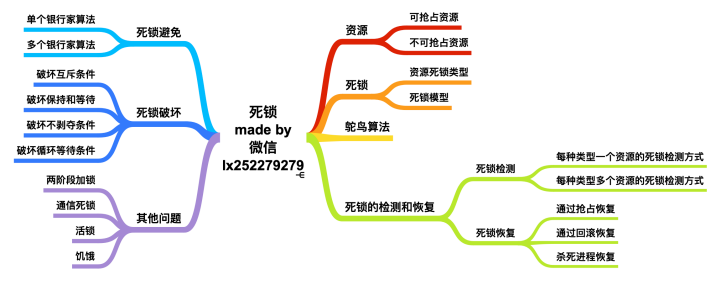 死锁
made by
微信
lx252279279
资源
可抢占资源
不可抢占资源
死锁
资源死锁类型
死锁模型
鸵鸟算法
死锁的检测和恢复
死锁检测
每种类型一个资源的死锁检测方式
每种类型多个资源的死锁检测方式
死锁恢复
通过抢占恢复
通过回滚恢复
杀死进程恢复
死锁避免
单个银行家算法
多个银行家算法
死锁破坏
破坏互斥条件
破坏保持和等待
破坏不剥夺条件
破坏循环等待条件
其他问题
两阶段加锁
通信死锁
活锁
饥饿